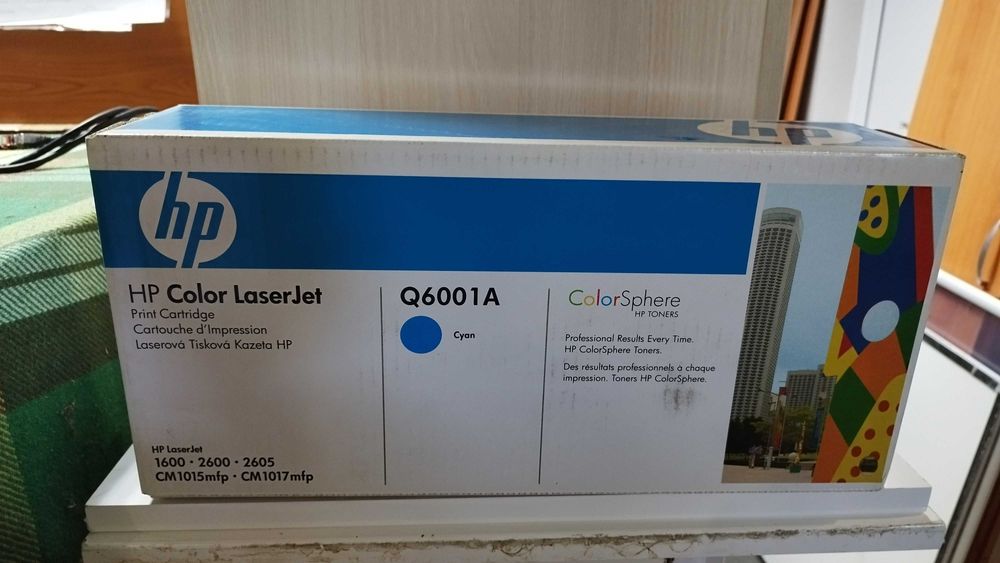 hp
hp
HP Color LaserJet
Print Cartridge
Cartouche d'Impression
Laserová Tisková Kazeta HP
HP LaserJet
1600 · 2600 · 2605
CM1015mfp · CM1017mfp
Q6001A
Cyan
ColorSphere
HP TONERS
Professional Results Every Time.
HP ColorSphere Toners.
Des résultats professionnels à chaque
impression. Toners HP ColorSphere.